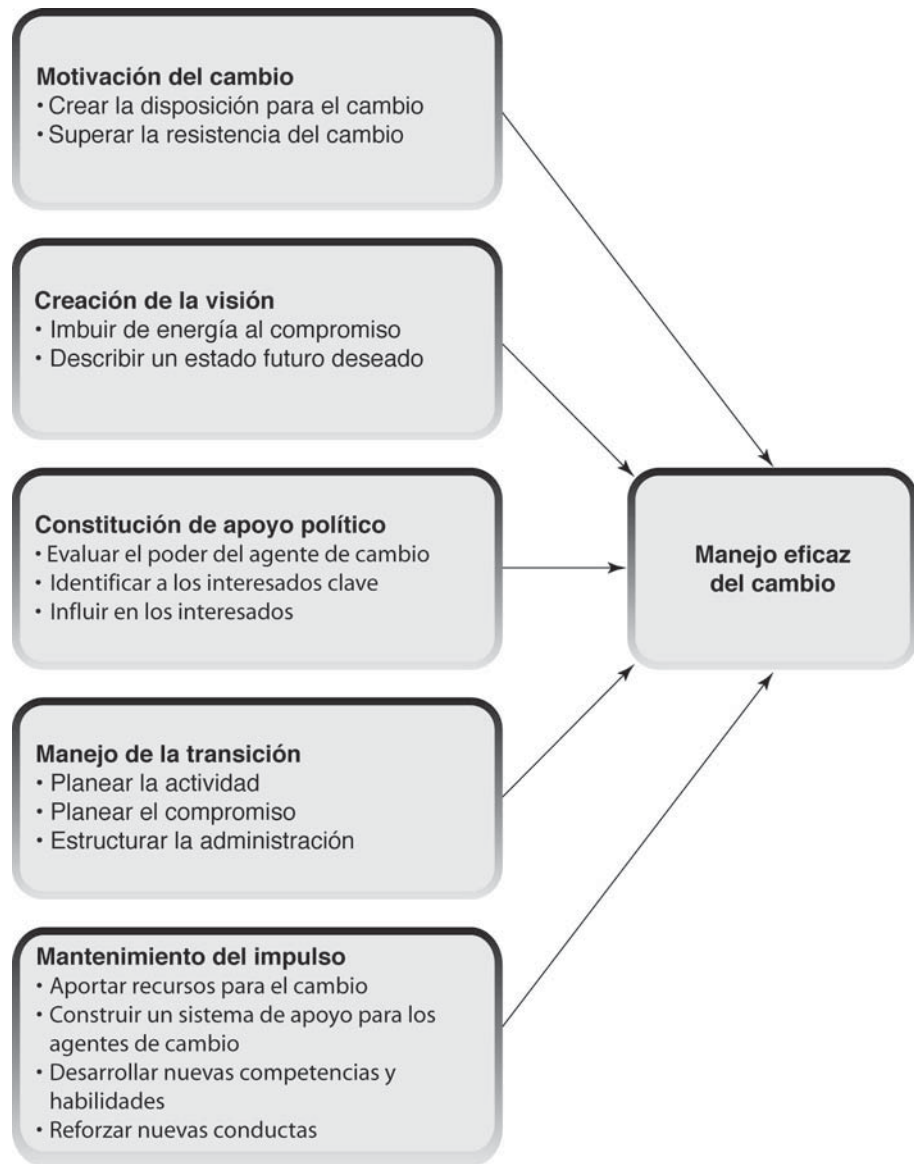 Motivación del cambio
• Crear la disposición para el cambio
• Superar la resistencia del cambio
Creación de la visión
• Imbuir de energía al compromiso
• Describir un estado futuro deseado
Constitución de apoyo político
• Evaluar el poder del agente de cambio
• Identificar a los interesados clave
• Influir en los interesados
Manejo eficaz
del cambio
Manejo de la transición
• Planear la actividad
• Planear el compromiso
• Estructurar la administración
Mantenimiento del impulso
• Aportar recursos para el cambio
• Construir un sistema de apoyo para los
agentes de cambio
• Desarrollar nuevas competencias y
habilidades
• Reforzar nuevas conductas